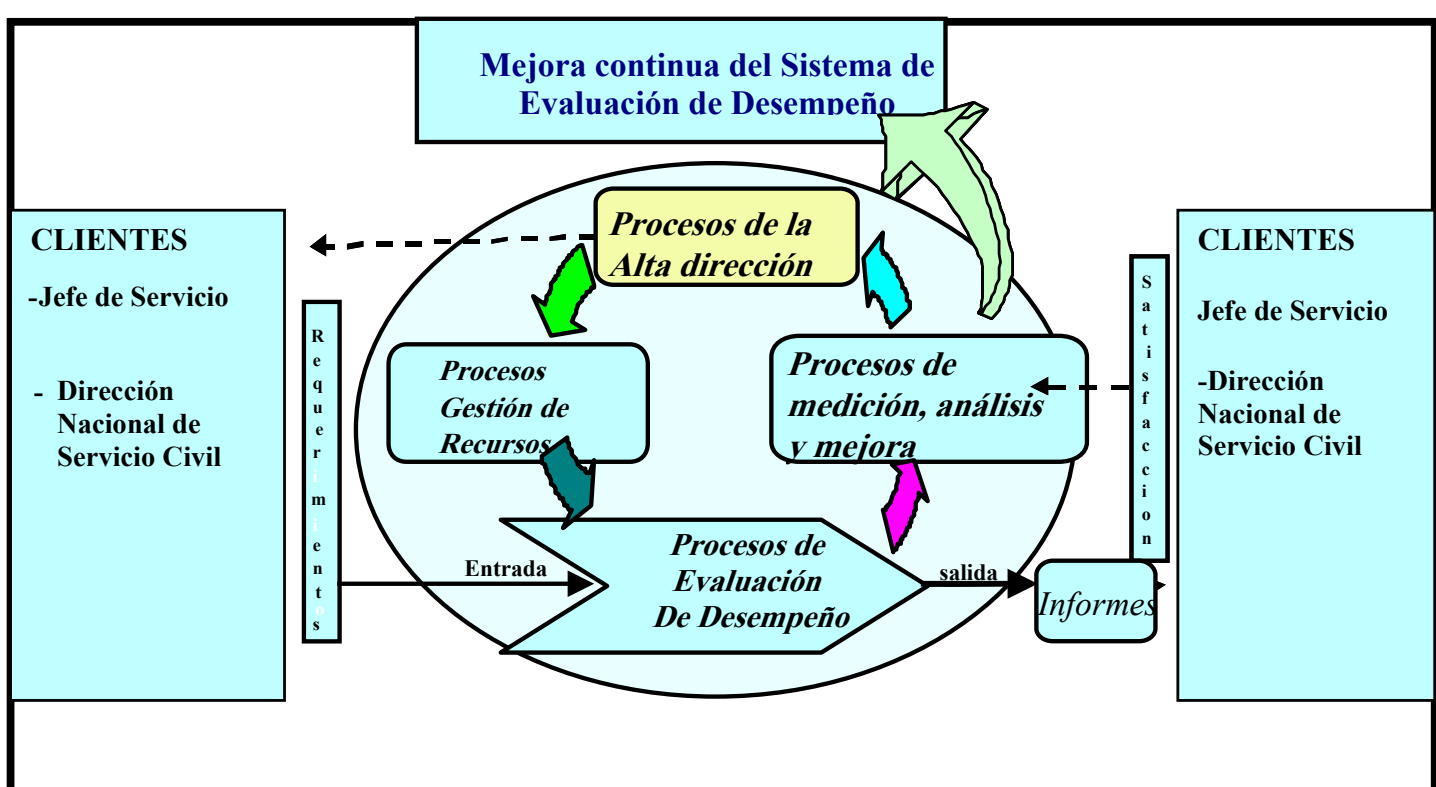 Mejora continua del Sistema de
Evaluación de Desempeño
CLIENTES
-Jefe de Servicio
- Dirección
Nacional de
Servicio Civil
Requerimientos
Procesos de la
Alta dirección
Procesos
Gestión de
Recursos
Procesos de
medición, análisis
y mejora
Entrada
Procesos de
Evaluación
De Desempeño
salida
Informes
Satisfaccion
CLIENTES
Jefe de Servicio
-Dirección
Nacional de
Servicio Civil